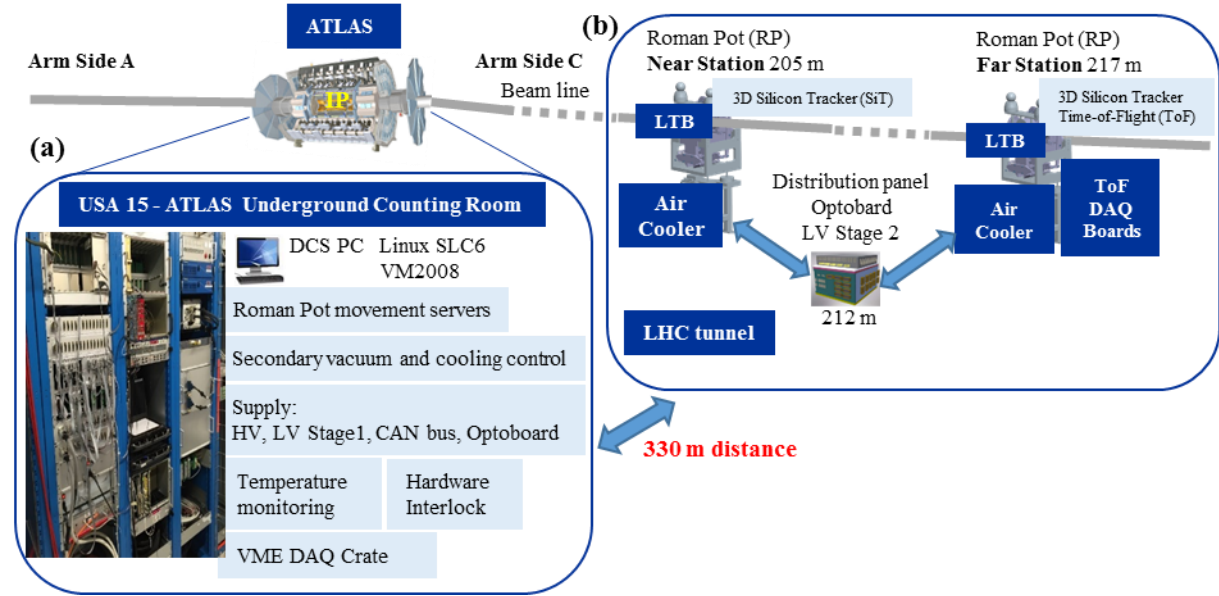 ATLAS
Arm Side A
IP
Arm Side C
Beam line
(a)
USA 15 - ATLAS Underground Counting Room
DCS PC Linux SLC6
VM2008
Roman Pot movement servers
Secondary vacuum and cooling control
Supply:
HV, LV Stage1, CAN bus, Optoboard
Temperature
monitoring
Hardware
Interlock
VME DAQ Crate
(b)
Roman Pot (RP)
Near Station 205 m
3D Silicon Tracker (SiT)
LTB
Air
Cooler
Roman Pot (RP)
Far Station 217 m
3D Silicon Tracker
Time-of-Flight (ToF)
LTB
Air
Cooler
ToF
DAQ
Boards
Distribution panel
Optobard
LV Stage 2
212 m
LHC tunnel
330 m distance